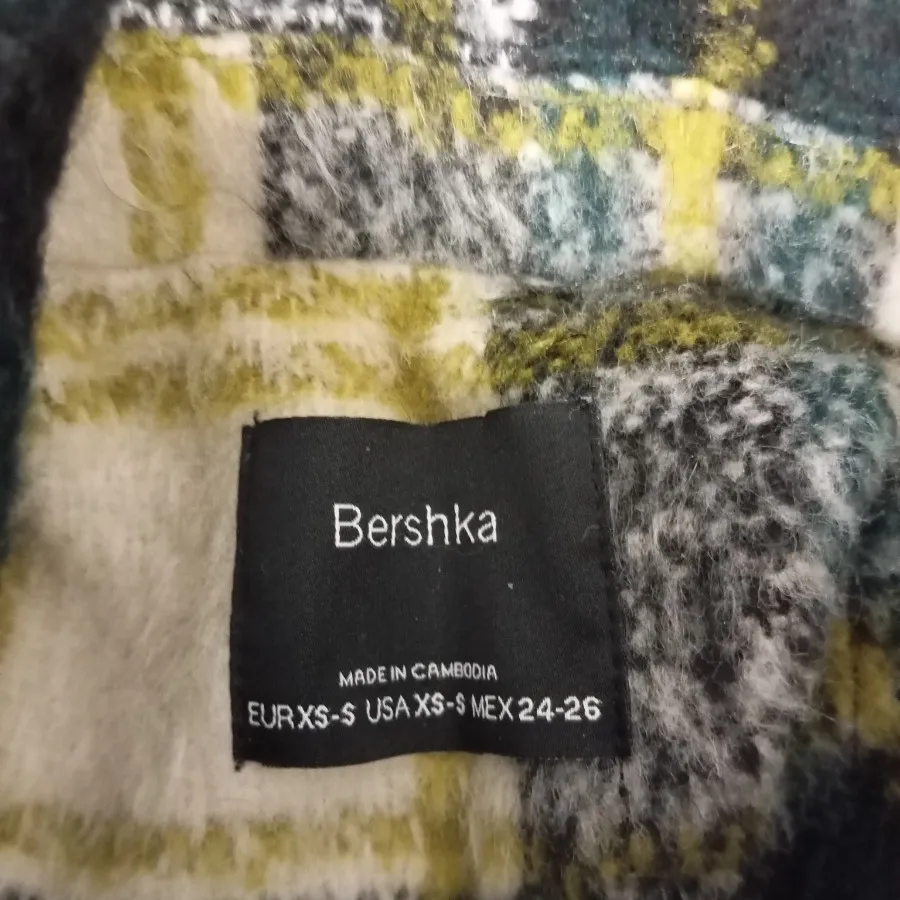 Bershka
MADE IN CAMBODIA
EUR XS-S USA XS-S MEX 24-26